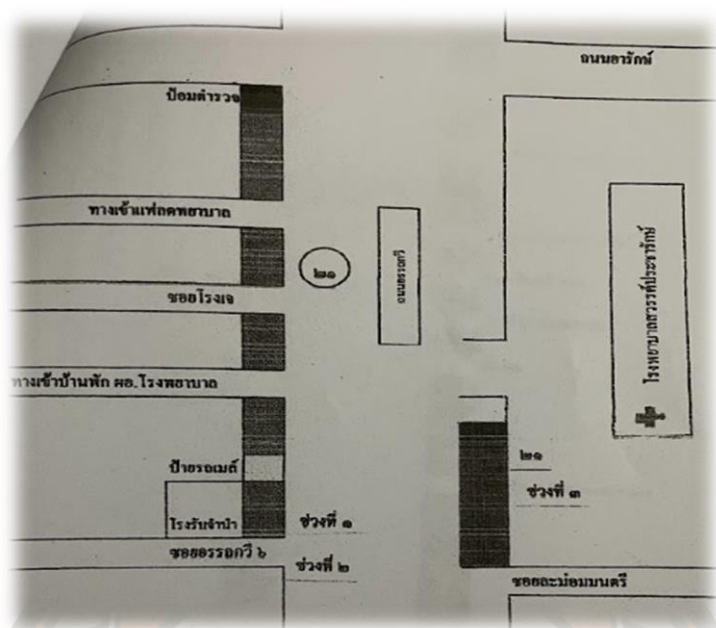 ถนนอารักษ์
ป้อมตำรวจ
ทางเข้าแฟลตพยาบาล
๒๑
ถนนอรรถกวี
โรงพยาบาลสวรรค์ประชารักษ์
ซอยโรงเจ
ทางเข้าบ้านพัก ผอ.โรงพยาบาล
ป้ายรถเมล์
๒๑
ช่วงที่ ๓
โรงรับจำนำ
ช่วงที่ ๑
ซอยอรรถกวี ๖
ช่วงที่ ๒
ซอยละม่อมมนตรี